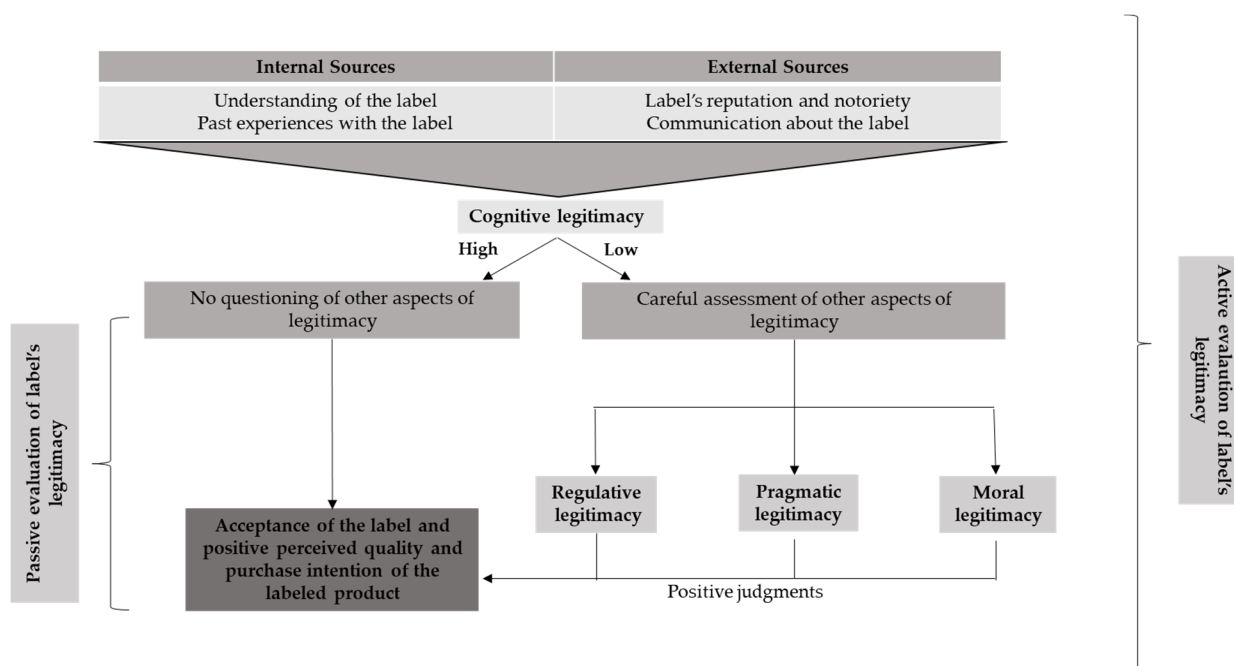 Internal Sources
External Sources
Understanding of the label
Past experiences with the label
Label's reputation and notoriety
Communication about the label
Cognitive legitimacy
High
Low
No questioning of other aspects of
legitimacy
Careful assessment of other aspects of
legitimacy
Passive evaluation of label's
legitimacy
Active evalaution of label's
legitimacy
Regulative
legitimacy
Pragmatic
legitimacy
Moral
legitimacy
Acceptance of the label and
positive perceived quality and
purchase intention of the
labeled product
Positive judgments